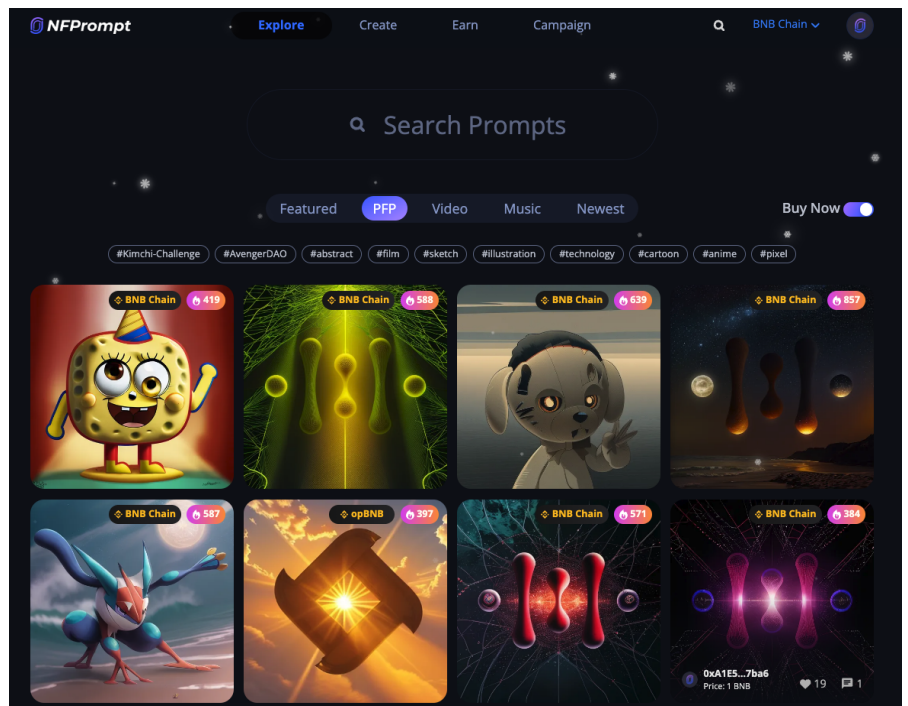 NFPrompt
Explore
Create
Earn
Campaign
BNB Chain
Search Prompts
Featured
PFP
Video
Music
Newest
Buy Now
#Kimchi-Challenge
#AvengerDAO
#abstract
#film
#sketch
#illustration
#technology
#cartoon
#anime
#pixel
BNB Chain
419
BNB Chain
588
BNB Chain
639
BNB Chain
857
BNB Chain
587
opBNB
397
BNB Chain
571
BNB Chain
384
0xA1E5...7ba6
Price: 1 BNB
19
1